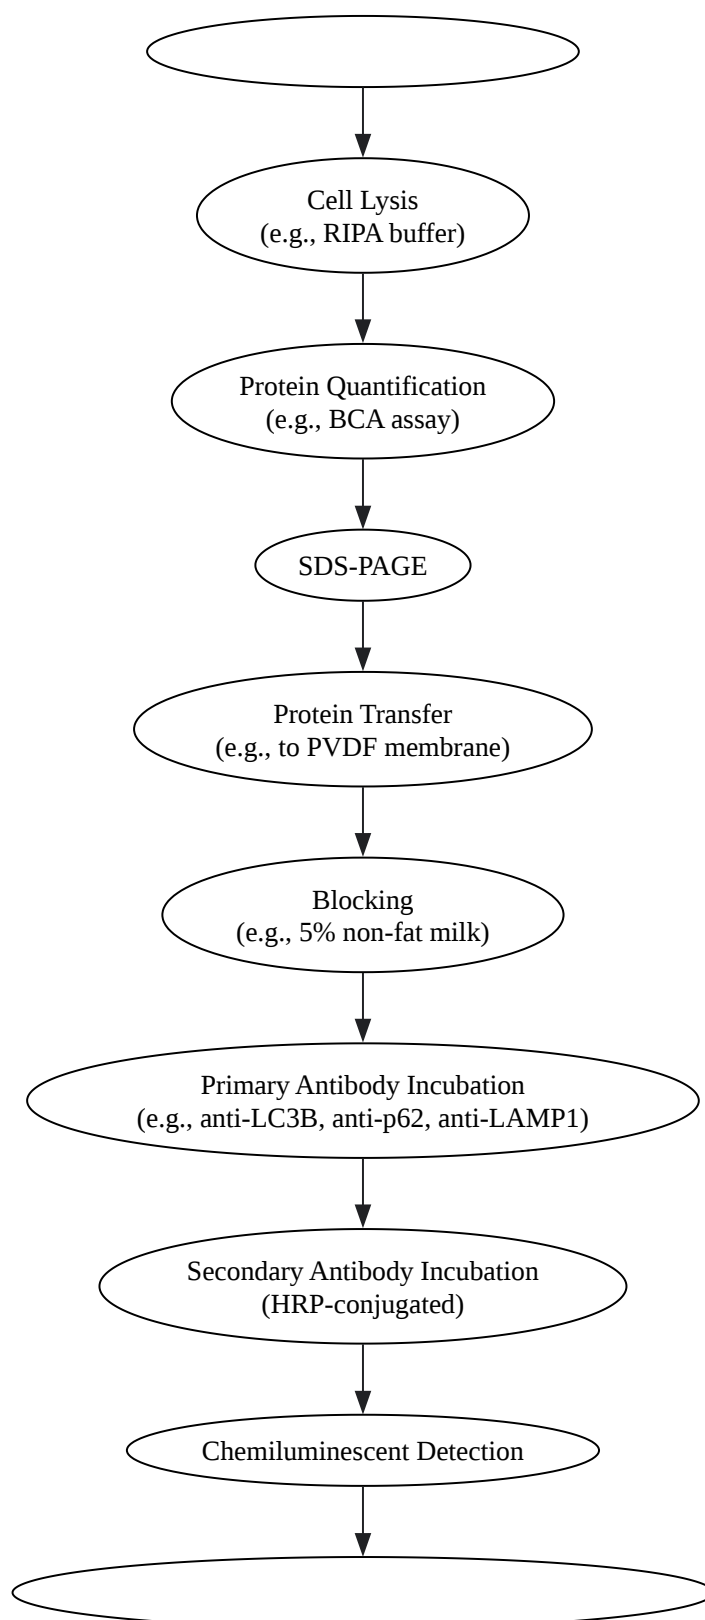 Cell Lysis
(e.g., RIPA buffer)
Protein Quantification
(e.g., BCA assay)
SDS-PAGE
Protein Transfer
(e.g., to PVDF membrane)
Blocking
(e.g., 5% non-fat milk)
Primary Antibody Incubation
(e.g., anti-LC3B, anti-p62, anti-LAMP1)
Secondary Antibody Incubation
(HRP-conjugated)
Chemiluminescent Detection